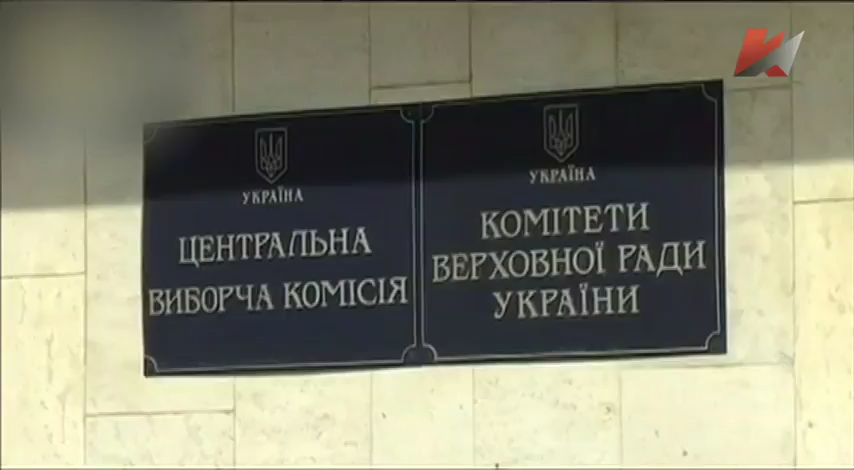 УКРАЇНА
ЦЕНТРАЛЬНА
ВИБОРЧА КОМІСІЯ
УКРАЇНА
КОМІТЕТИ
ВЕРХОВНОЇ РАДИ
УКРАЇНИ